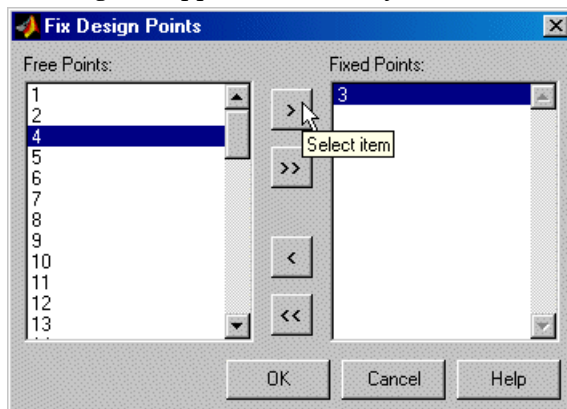 Fix Design Points
Free Points:
Fixed Points:
1
2
4
5
6
7
8
9
10
11
12
13
>
>>
<
<<
Select item
3
OK
Cancel
Help